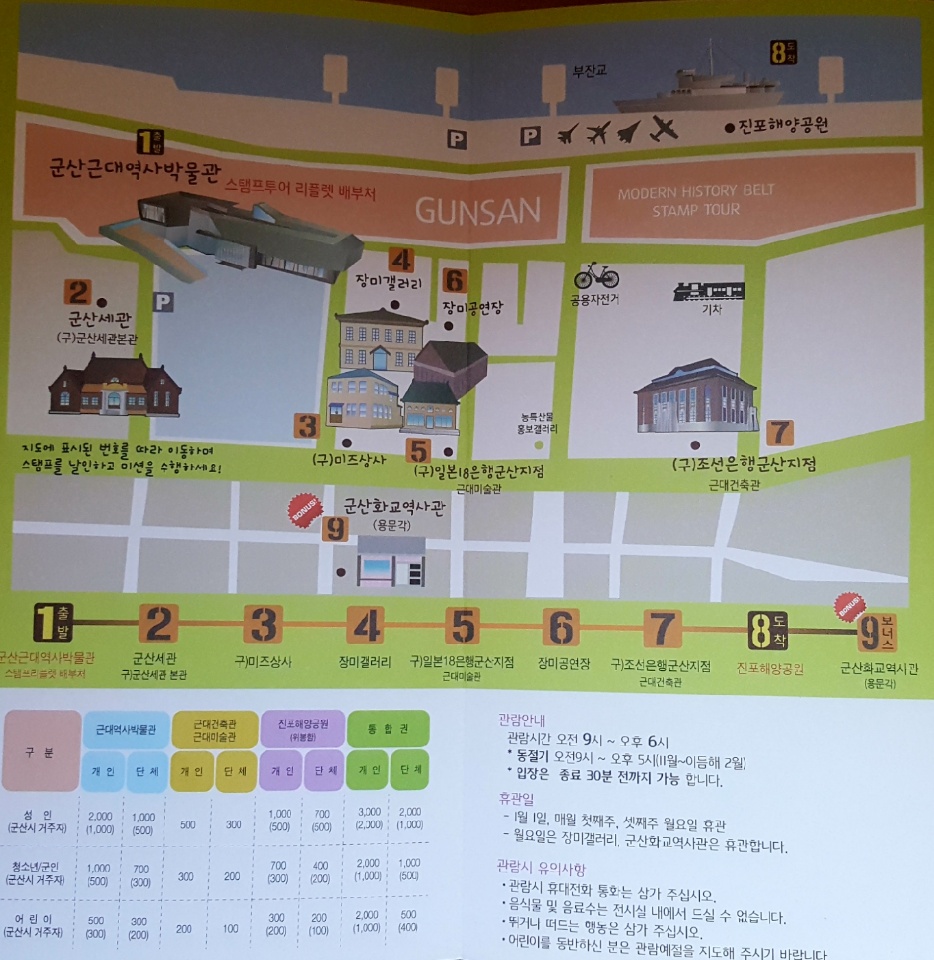 부잔교
8 도착
P
P
진포해양공원
1 출발
군산근대역사박물관
스탬프투어 리플렛 배부처
GUNSAN
MODERN HISTORY BELT
STAMP TOUR
4
장미갤러리
6
장미공연장
공용자전거
기차
2
군산세관
(구)군산세관본관
P
농특산물
홍보갤러리
3
(구)미즈상사
5
(구)일본18은행군산지점
근대미술관
7
(구)조선은행군산지점
근대건축관
지도에 표시된 번호를 따라 이동하며
스탬프를 날인하고 미션을 수행하세요!
BONUS!
9
군산화교역사관
(용문각)
1 출발
2
3
4
5
6
7
8 도착
BONUS!
9 보너스
군산근대역사박물관
스탬프리플렛 배부처
군산세관
구)군산세관 본관
구)미즈상사
장미갤러리
구)일본18은행군산지점
근대미술관
장미공연장
구)조선은행군산지점
근대건축관
진포해양공원
군산화교역시관
(용문각)
구 분
근대역사박물관
근대건축관
근대미술관
진포해양공원
(위봉함)
통 합 권
개 인 단 체 개 인 단 체 개 인 단 체 개 인 단 체
성 인 2,000 1,000 500 300 1,000 700 3,000 2,000
(군산시 거주자) (1,000) (500) (500) (500) (2,000) (1,000)
청소년/군인 1,000 700 300 200 700 400 2,000 1,000
(군산시 거주자) (500) (300) (300) (200) (1,000) (500)
어 린 이 500 300 200 100 300 200 2,000 500
(군산시 거주자) (300) (200) (200) (100) (1,000) (400)
관람안내
관람시간 오전 9시 ~ 오후 6시
* 동절기 오전9시 ~ 오후 5시(11월~이듬해 2월)
* 입장은 종료 30분 전까지 가능 합니다.
휴관일
- 1월 1일, 매월 첫째주, 셋째주 월요일 휴관
- 월요일은 장미갤러리, 군산화교역사관은 휴관합니다.
관람시 유의사항
• 관람시 휴대전화 통화는 삼가 주십시오.
• 음식물 및 음료수는 전시실 내에서 드실 수 없습니다.
• 뛰거나 떠드는 행동은 삼가 주십시오.
• 어린이를 동반하신 분은 관람예절을 지도해 주시기 바랍니다